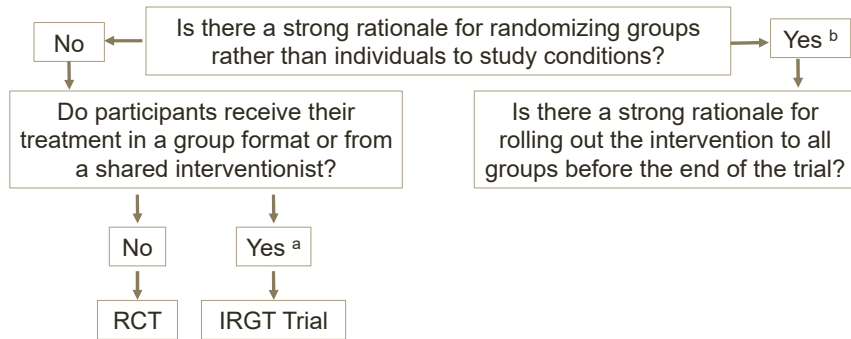 Is there a strong rationale for randomizing groups
rather than individuals to study conditions?
No
Yes ᵇ
Do participants receive their
treatment in a group format or from
a shared interventionist?
Is there a strong rationale for
rolling out the intervention to all
groups before the end of the trial?
No
Yes ᵃ
RCT
IRGT Trial